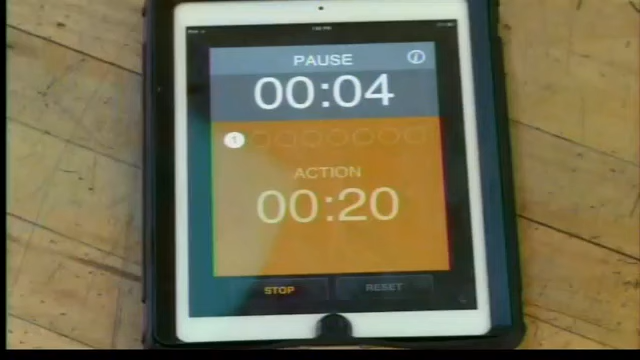 PAUSE
i
00:04
1
ACTION
00:20
STOP
RESET